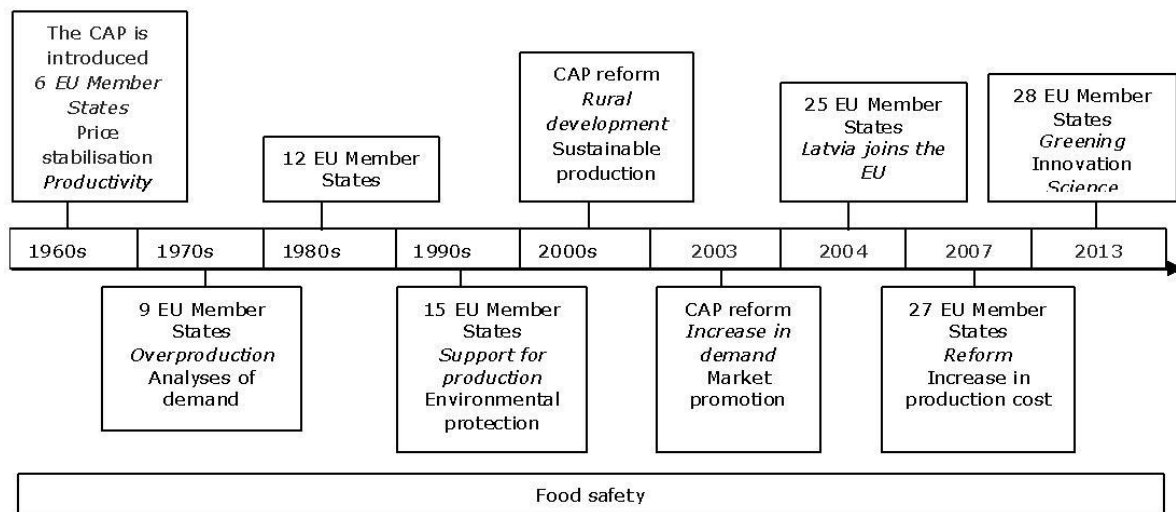 The CAP is
introduced
6 EU Member
States
Price
stabilisation
Productivity
12 EU Member
States
CAP reform
Rural
development
Sustainable
production
25 EU Member
States
Latvia joins the
EU
28 EU Member
States
Greening
Innovation
Science
1960s
1970s
1980s
1990s
2000s
2003
2004
2007
2013
9 EU Member
States
Overproduction
Analyses of
demand
15 EU Member
States
Support for
production
Environmental
protection
CAP reform
Increase in
demand
Market
promotion
27 EU Member
States
Reform
Increase in
production cost
Food safety